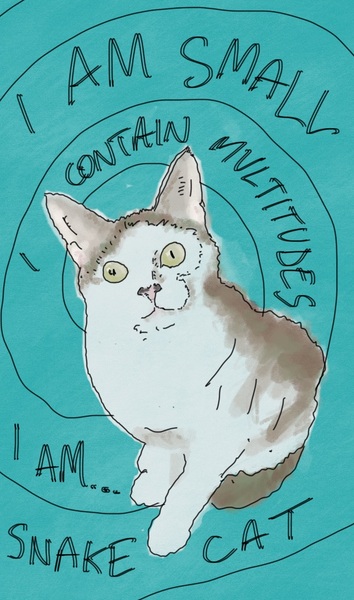 I AM SMALL
I CONTAIN MULTITUDES
I AM.....
SNAKE CAT